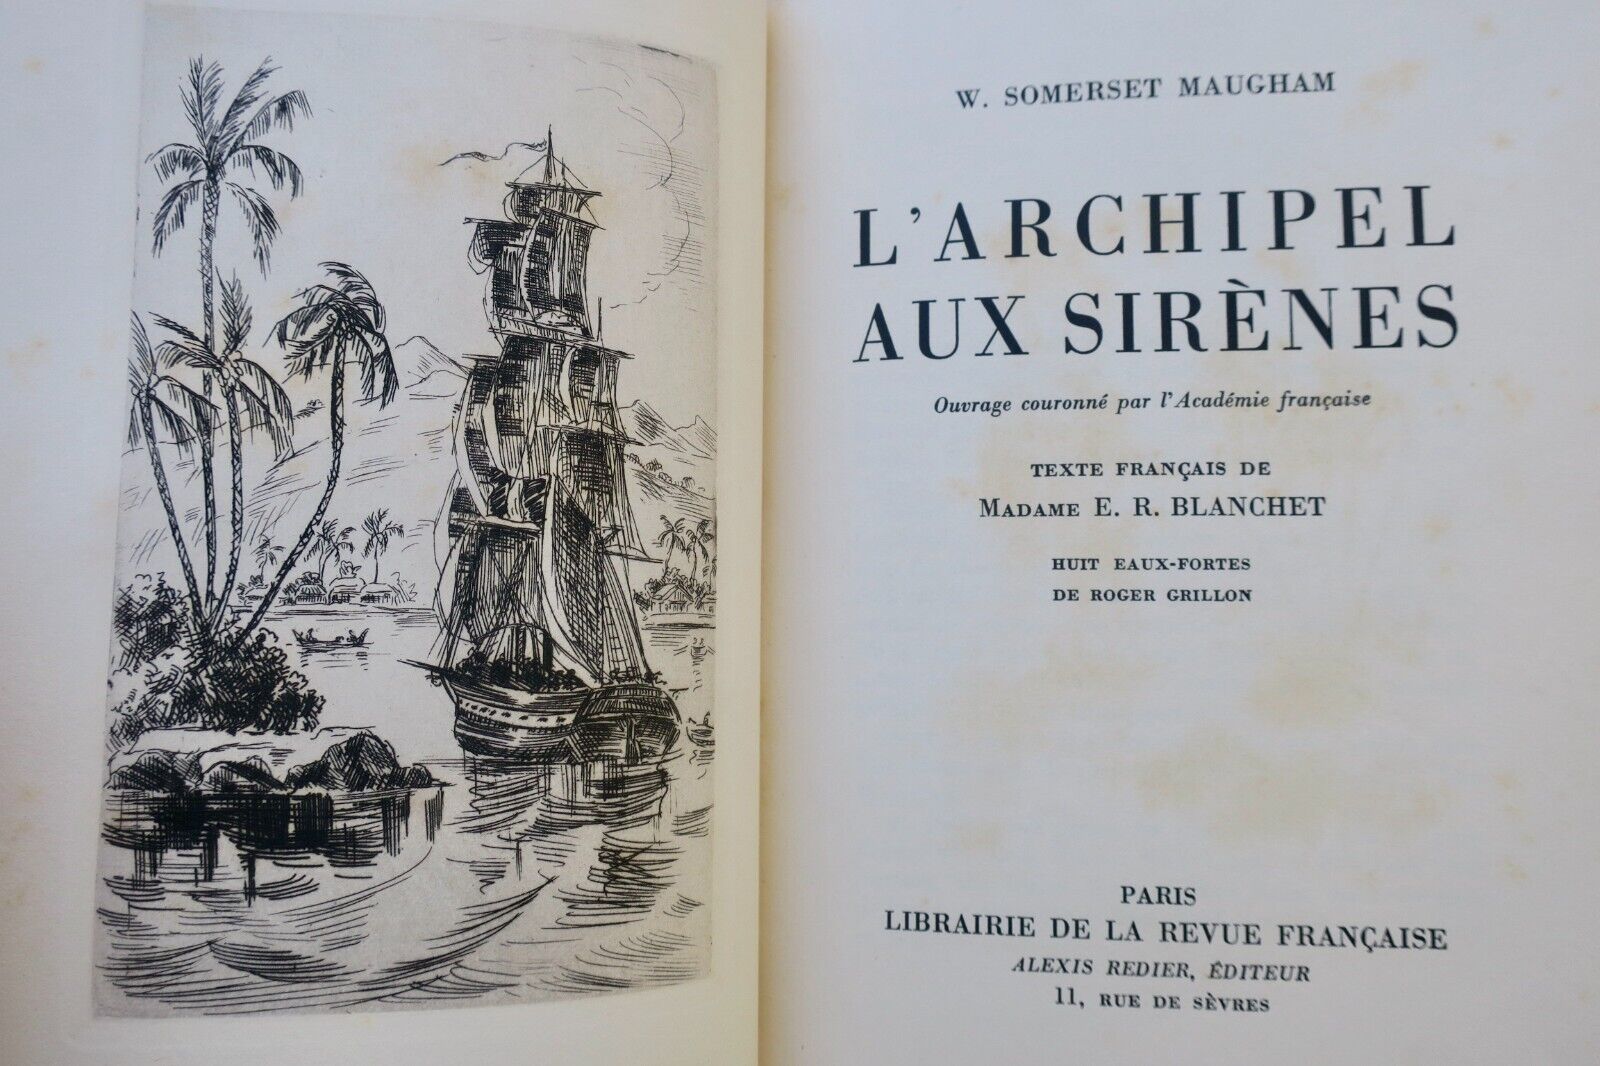 W. SOMERSET MAUGHAM
L'ARCHIPEL
AUX SIRÈNES
Ouvrage couronné par l'Académie française
TEXTE FRANÇAIS DE
MADAME E. R. BLANCHET
HUIT EAUX-FORTES
DE ROGER GRILLON
PARIS
LIBRAIRIE DE LA REVUE FRANÇAISE
ALEXIS REDIER, ÉDITEUR
11, RUE DE SÈVRES